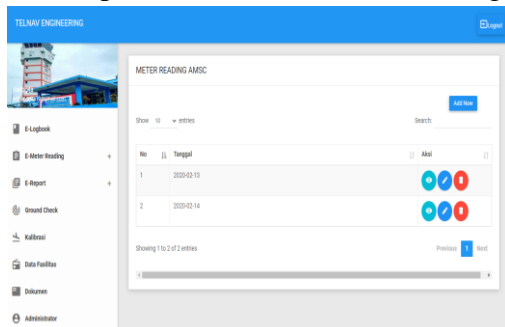 TELNAV ENGINEERING
Logout
METER READING AMSC
Add New
Show 10 entries
Search:
No Tanggal Aksi
1 2020-02-13
2 2020-02-14
Showing 1 to 2 of 2 entries
Previous 1 Next
E-Logbook
E-Meter Reading +
E-Report +
Ground Check
Kalibrasi
Data Fasilitas
Dokumen
Administrator